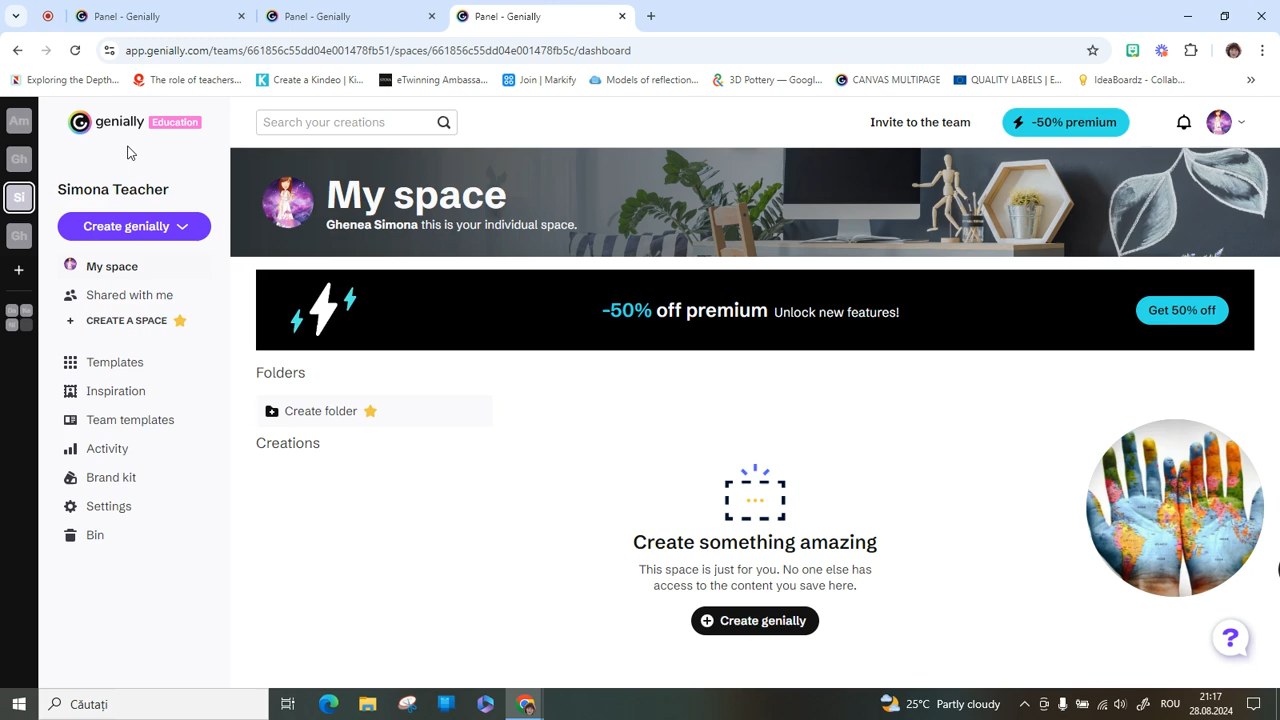 Panel - Genially
Panel - Genially
Panel - Genially
app.genially.com/teams/661856c55dd04e001478fb51/spaces/661856c55dd04e001478fb5c/dashboard
Exploring the Depth...
The role of teachers...
Create a Kindeo | Ki...
eTwinning Ambassa...
Join | Markify
Models of reflection...
3D Pottery — Googl...
CANVAS MULTIPAGE
QUALITY LABELS | E...
IdeaBoardz - Collab...
Am
Gh
Si
Gh
genially Education
Simona Teacher
Create genially
My space
Shared with me
+ CREATE A SPACE
Templates
Inspiration
Team templates
Activity
Brand kit
Settings
Bin
Search your creations
Invite to the team
-50% premium
My space
Ghenea Simona this is your individual space.
-50% off premium Unlock new features!
Get 50% off
Folders
Create folder
Creations
Create something amazing
This space is just for you. No one else has
access to the content you save here.
Create genially
?
Căutați
25°C Partly cloudy
ROU
21:17
28.08.2024